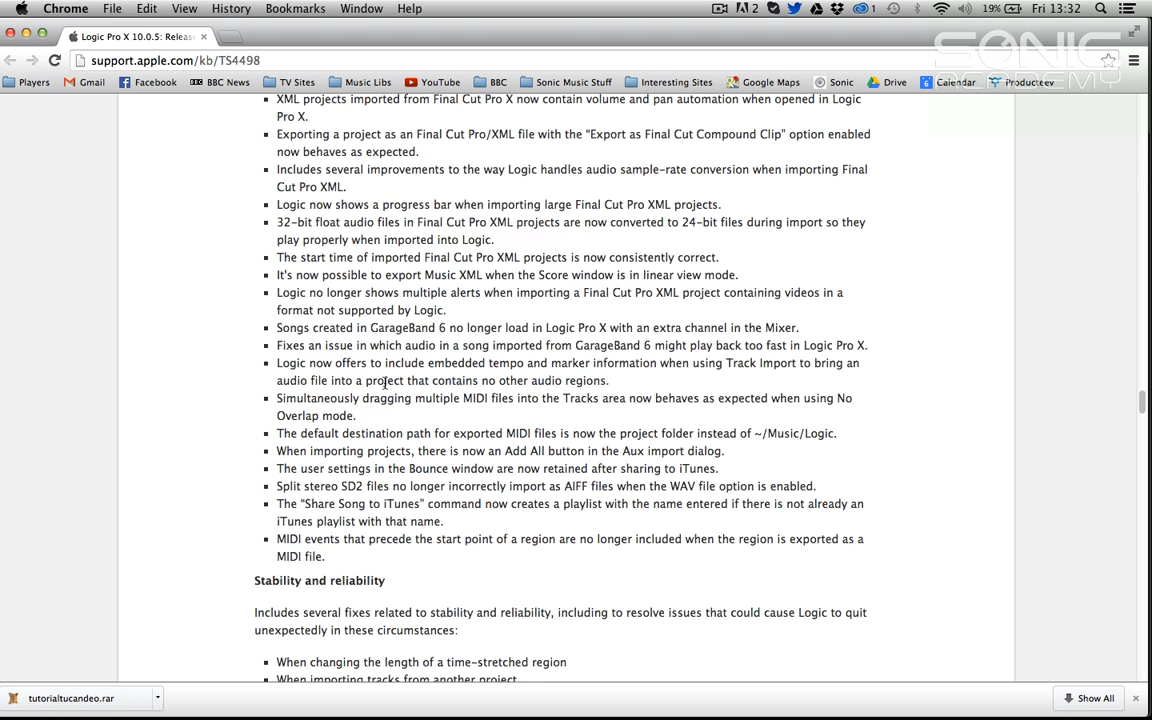 Chrome File Edit View History Bookmarks Window Help 2 1 19% Fri 13:32
Logic Pro X 10.0.5: Releas
support.apple.com/kb/TS4498
SONIC ACADEMY
Players Gmail Facebook BBC News TV Sites Music Libs YouTube BBC Sonic Music Stuff Interesting Sites Google Maps Sonic Drive 6 Calendar Producteev
XML projects imported from Final Cut Pro X now contain volume and pan automation when opened in Logic
Pro X.
Exporting a project as an Final Cut Pro/XML file with the "Export as Final Cut Compound Clip" option enabled
now behaves as expected.
Includes several improvements to the way Logic handles audio sample-rate conversion when importing Final
Cut Pro XML.
Logic now shows a progress bar when importing large Final Cut Pro XML projects.
32-bit float audio files in Final Cut Pro XML projects are now converted to 24-bit files during import so they
play properly when imported into Logic.
The start time of imported Final Cut Pro XML projects is now consistently correct.
It's now possible to export Music XML when the Score window is in linear view mode.
Logic no longer shows multiple alerts when importing a Final Cut Pro XML project containing videos in a
format not supported by Logic.
Songs created in GarageBand 6 no longer load in Logic Pro X with an extra channel in the Mixer.
Fixes an issue in which audio in a song imported from GarageBand 6 might play back too fast in Logic Pro X.
Logic now offers to include embedded tempo and marker information when using Track Import to bring an
audio file into a project that contains no other audio regions.
Simultaneously dragging multiple MIDI files into the Tracks area now behaves as expected when using No
Overlap mode.
The default destination path for exported MIDI files is now the project folder instead of ~/Music/Logic.
When importing projects, there is now an Add All button in the Aux import dialog.
The user settings in the Bounce window are now retained after sharing to iTunes.
Split stereo SD2 files no longer incorrectly import as AIFF files when the WAV file option is enabled.
The "Share Song to iTunes" command now creates a playlist with the name entered if there is not already an
iTunes playlist with that name.
MIDI events that precede the start point of a region are no longer included when the region is exported as a
MIDI file.
Stability and reliability
Includes several fixes related to stability and reliability, including to resolve issues that could cause Logic to quit
unexpectedly in these circumstances:
When changing the length of a time-stretched region
When importing tracks from another project
tutorialtucandeo.rar Show All